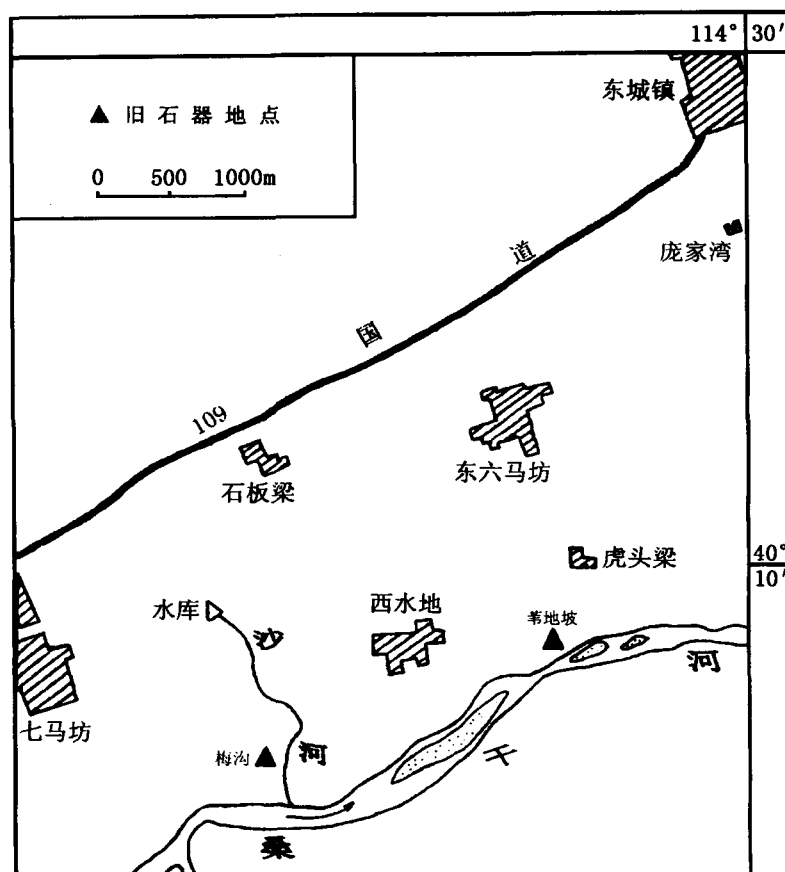 114° 30′
东城镇
▲ 旧石器地点
0 500 1000m
庞家湾
道
国
109
石板梁
东六马坊
虎头梁
40°
10′
水库
沙
西水地
苇地坡
河
七马坊
梅沟
河
干
桑